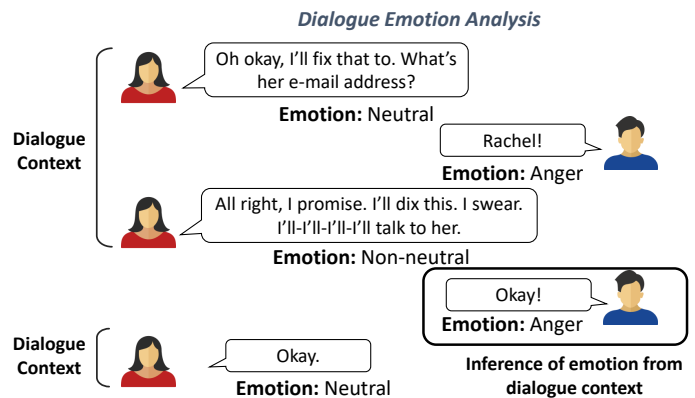 Dialogue Emotion Analysis
Oh okay, I'll fix that to. What's
her e-mail address?
Emotion: Neutral
Dialogue
Context
Rachel!
Emotion: Anger
All right, I promise. I'll dix this. I swear.
I'll-I'll-I'll-I'll talk to her.
Emotion: Non-neutral
Okay!
Emotion: Anger
Dialogue
Context
Okay.
Emotion: Neutral
Inference of emotion from
dialogue context